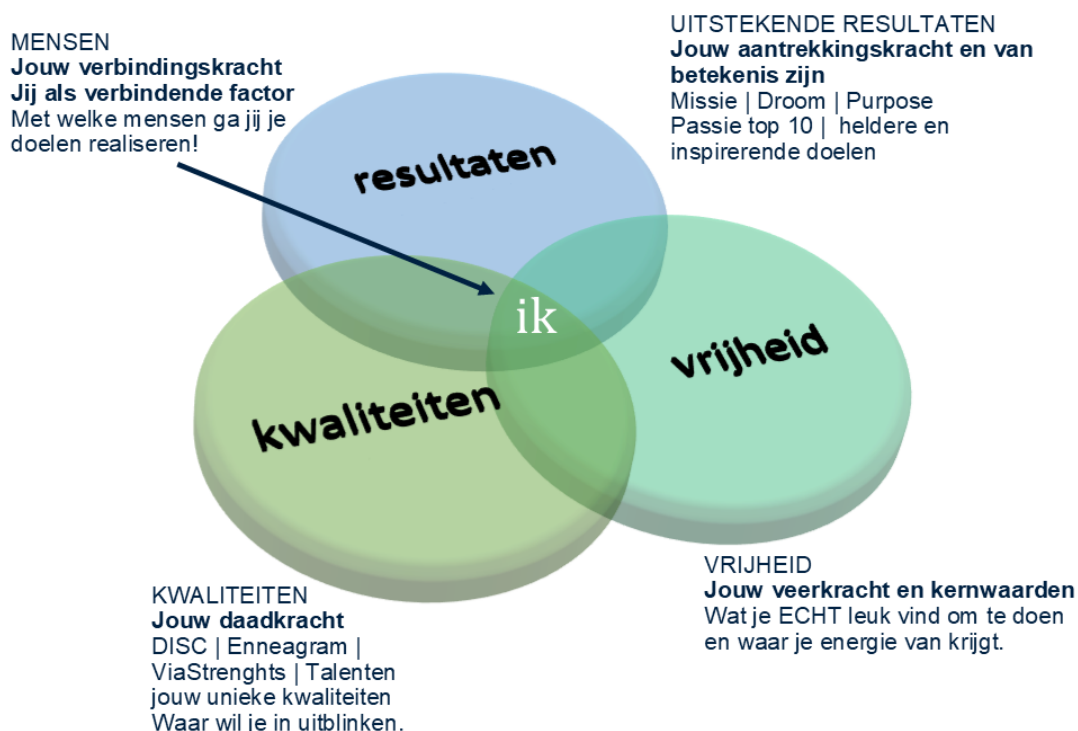 MENSEN
Jouw verbindingskracht
Jij als verbindende factor
Met welke mensen ga jij je
doelen realiseren!
UITSTEKENDE RESULTATEN
Jouw aantrekkingskracht en van
betekenis zijn
Missie | Droom | Purpose
Passie top 10 | heldere en
inspirerende doelen
resultaten
ik
vrijheid
kwaliteiten
KWALITEITEN
Jouw daadkracht
DISC | Enneagram |
ViaStrenghts | Talenten
jouw unieke kwaliteiten
Waar wil je in uitblinken.
VRIJHEID
Jouw veerkracht en kernwaarden
Wat je ECHT leuk vind om te doen
en waar je energie van krijgt.